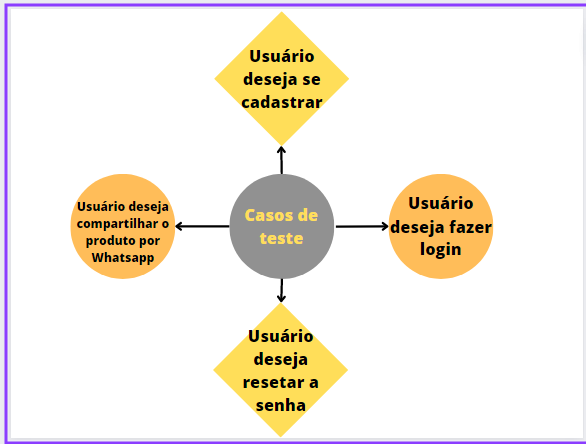 Usuário
deseja se
cadastrar
Usuário deseja
compartilhar o
produto por
Whatsapp
Casos de
teste
Usuário
deseja fazer
login
Usuário
deseja
resetar a
senha